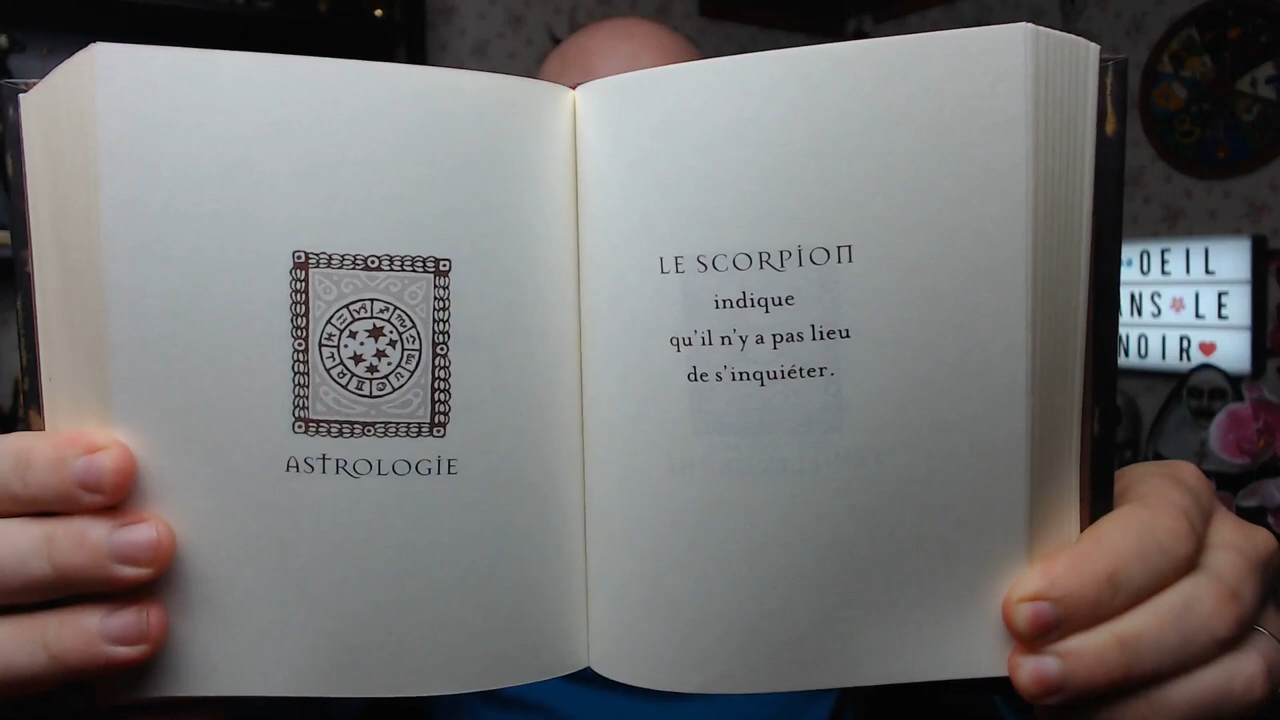 ASTROLOGIE
LE SCORPION
indique
qu'il n'y a pas lieu
de s'inquiéter.
OEIL
ANS LE
NOIR